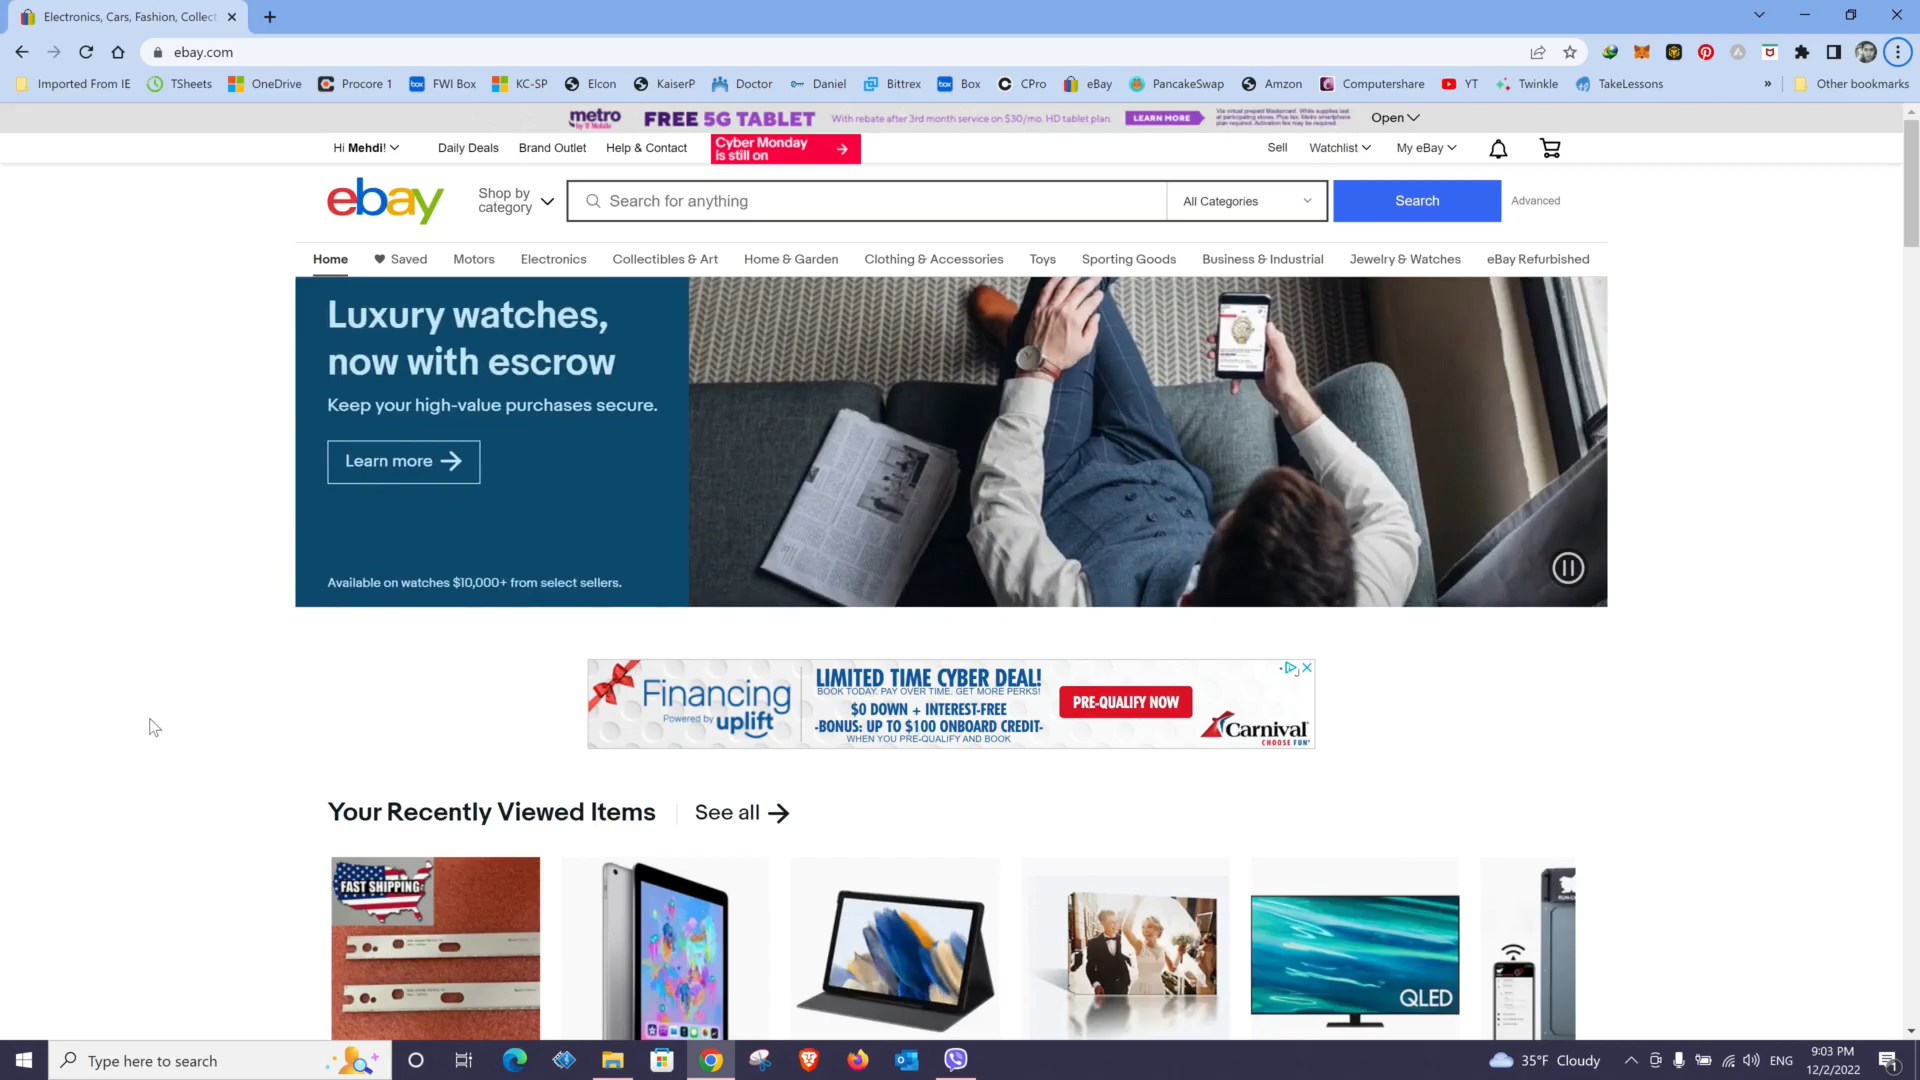 Electronics, Cars, Fashion, Collect
ebay.com
Imported From IE TSheets OneDrive Procore 1 FWI Box KC-SP Elcon KaiserP Doctor Daniel Bittrex Box CPro eBay PancakeSwap Amzon Computershare YT Twinkle TakeLessons » Other bookmarks
metro by T Mobile FREE 5G TABLET With rebate after 3rd month service on $30/mo. HD tablet plan. LEARN MORE Open
Hi Mehdi! Daily Deals Brand Outlet Help & Contact Cyber Monday is still on Sell Watchlist My eBay
ebay Shop by category Search for anything All Categories Search Advanced
Home Saved Motors Electronics Collectibles & Art Home & Garden Clothing & Accessories Toys Sporting Goods Business & Industrial Jewelry & Watches eBay Refurbished
Luxury watches,
now with escrow
Keep your high-value purchases secure.
Learn more
Available on watches $10,000+ from select sellers.
Financing
Powered by uplift
LIMITED TIME CYBER DEAL!
BOOK TODAY. PAY OVER TIME. GET MORE PERKS!
$0 DOWN + INTEREST-FREE
-BONUS: UP TO $100 ONBOARD CREDIT-
WHEN YOU PRE-QUALIFY AND BOOK
PRE-QUALIFY NOW
Carnival
CHOOSE FUN
Your Recently Viewed Items See all
FAST SHIPPING
QLED
Type here to search
35°F Cloudy ENG
9:03 PM
12/2/2022
1